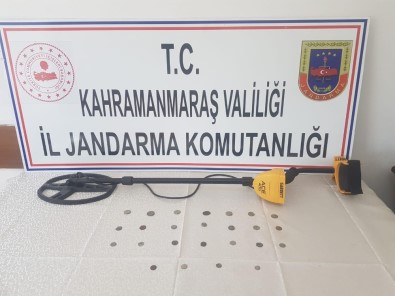 T.C.
KAHRAMANMARAŞ VALİLİĞİ
İL JANDARMA KOMUTANLIĞI